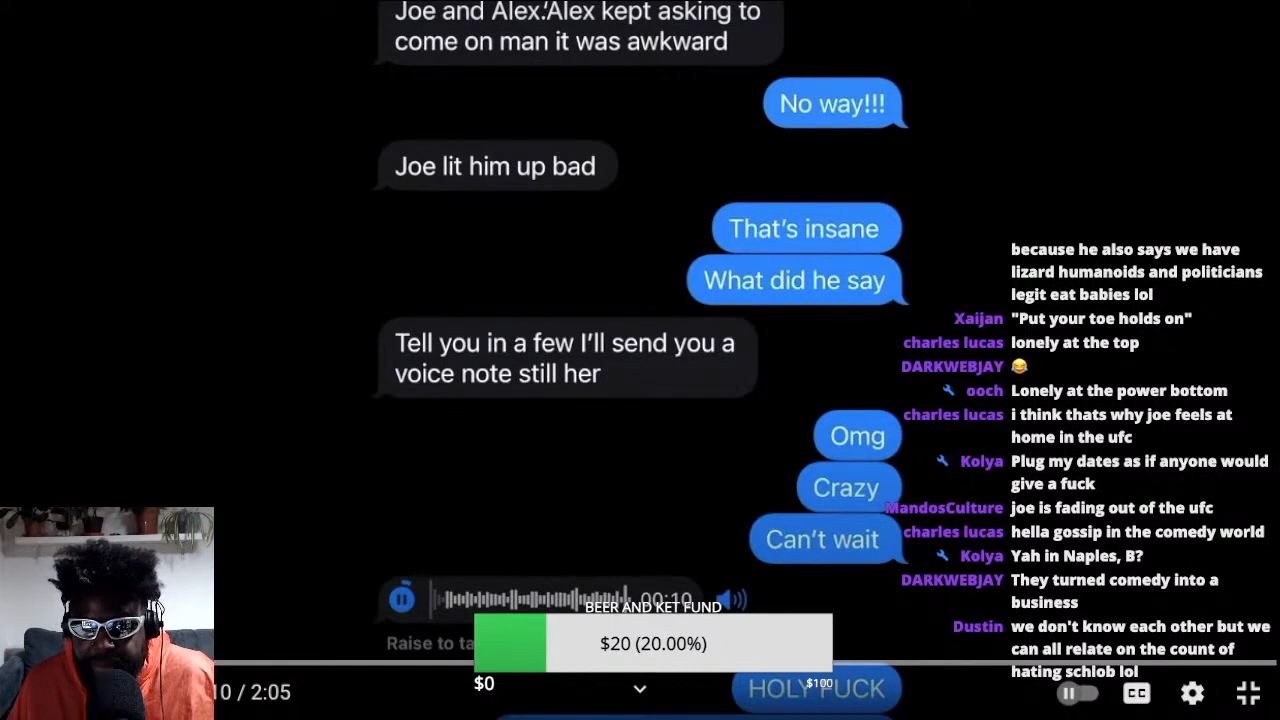 Joe and Alex.'Alex kept asking to
come on man it was awkward
No way!!!
Joe lit him up bad
That's insane
What did he say
Tell you in a few I'll send you a
voice note still her
Omg
Crazy
Can't wait
00:10
Raise to ta
HOLY FUCK
BEER AND KET FUND
$20 (20.00%)
$0
$100
10 / 2:05
CC
because he also says we have
lizard humanoids and politicians
legit eat babies lol
Xaijan "Put your toe holds on"
charles lucas lonely at the top
DARKWEBJAY 😂
ooch Lonely at the power bottom
charles lucas i think thats why joe feels at
home in the ufc
Kolya Plug my dates as if anyone would
give a fuck
MandosCulture joe is fading out of the ufc
charles lucas hella gossip in the comedy world
Kolya Yah in Naples, B?
DARKWEBJAY They turned comedy into a
business
Dustin we don't know each other but we
can all relate on the count of
hating schlob lol